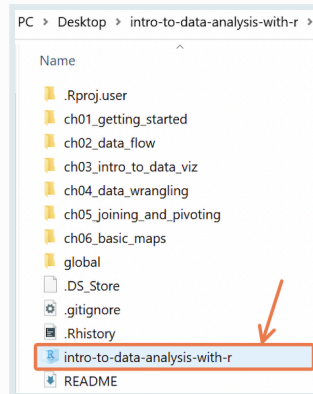 PC > Desktop > intro-to-data-analysis-with-r >
Name
.Rproj.user
ch01_getting_started
ch02_data_flow
ch03_intro_to_data_viz
ch04_data_wrangling
ch05_joining_and_pivoting
ch06_basic_maps
global
.DS_Store
.gitignore
.Rhistory
intro-to-data-analysis-with-r
README